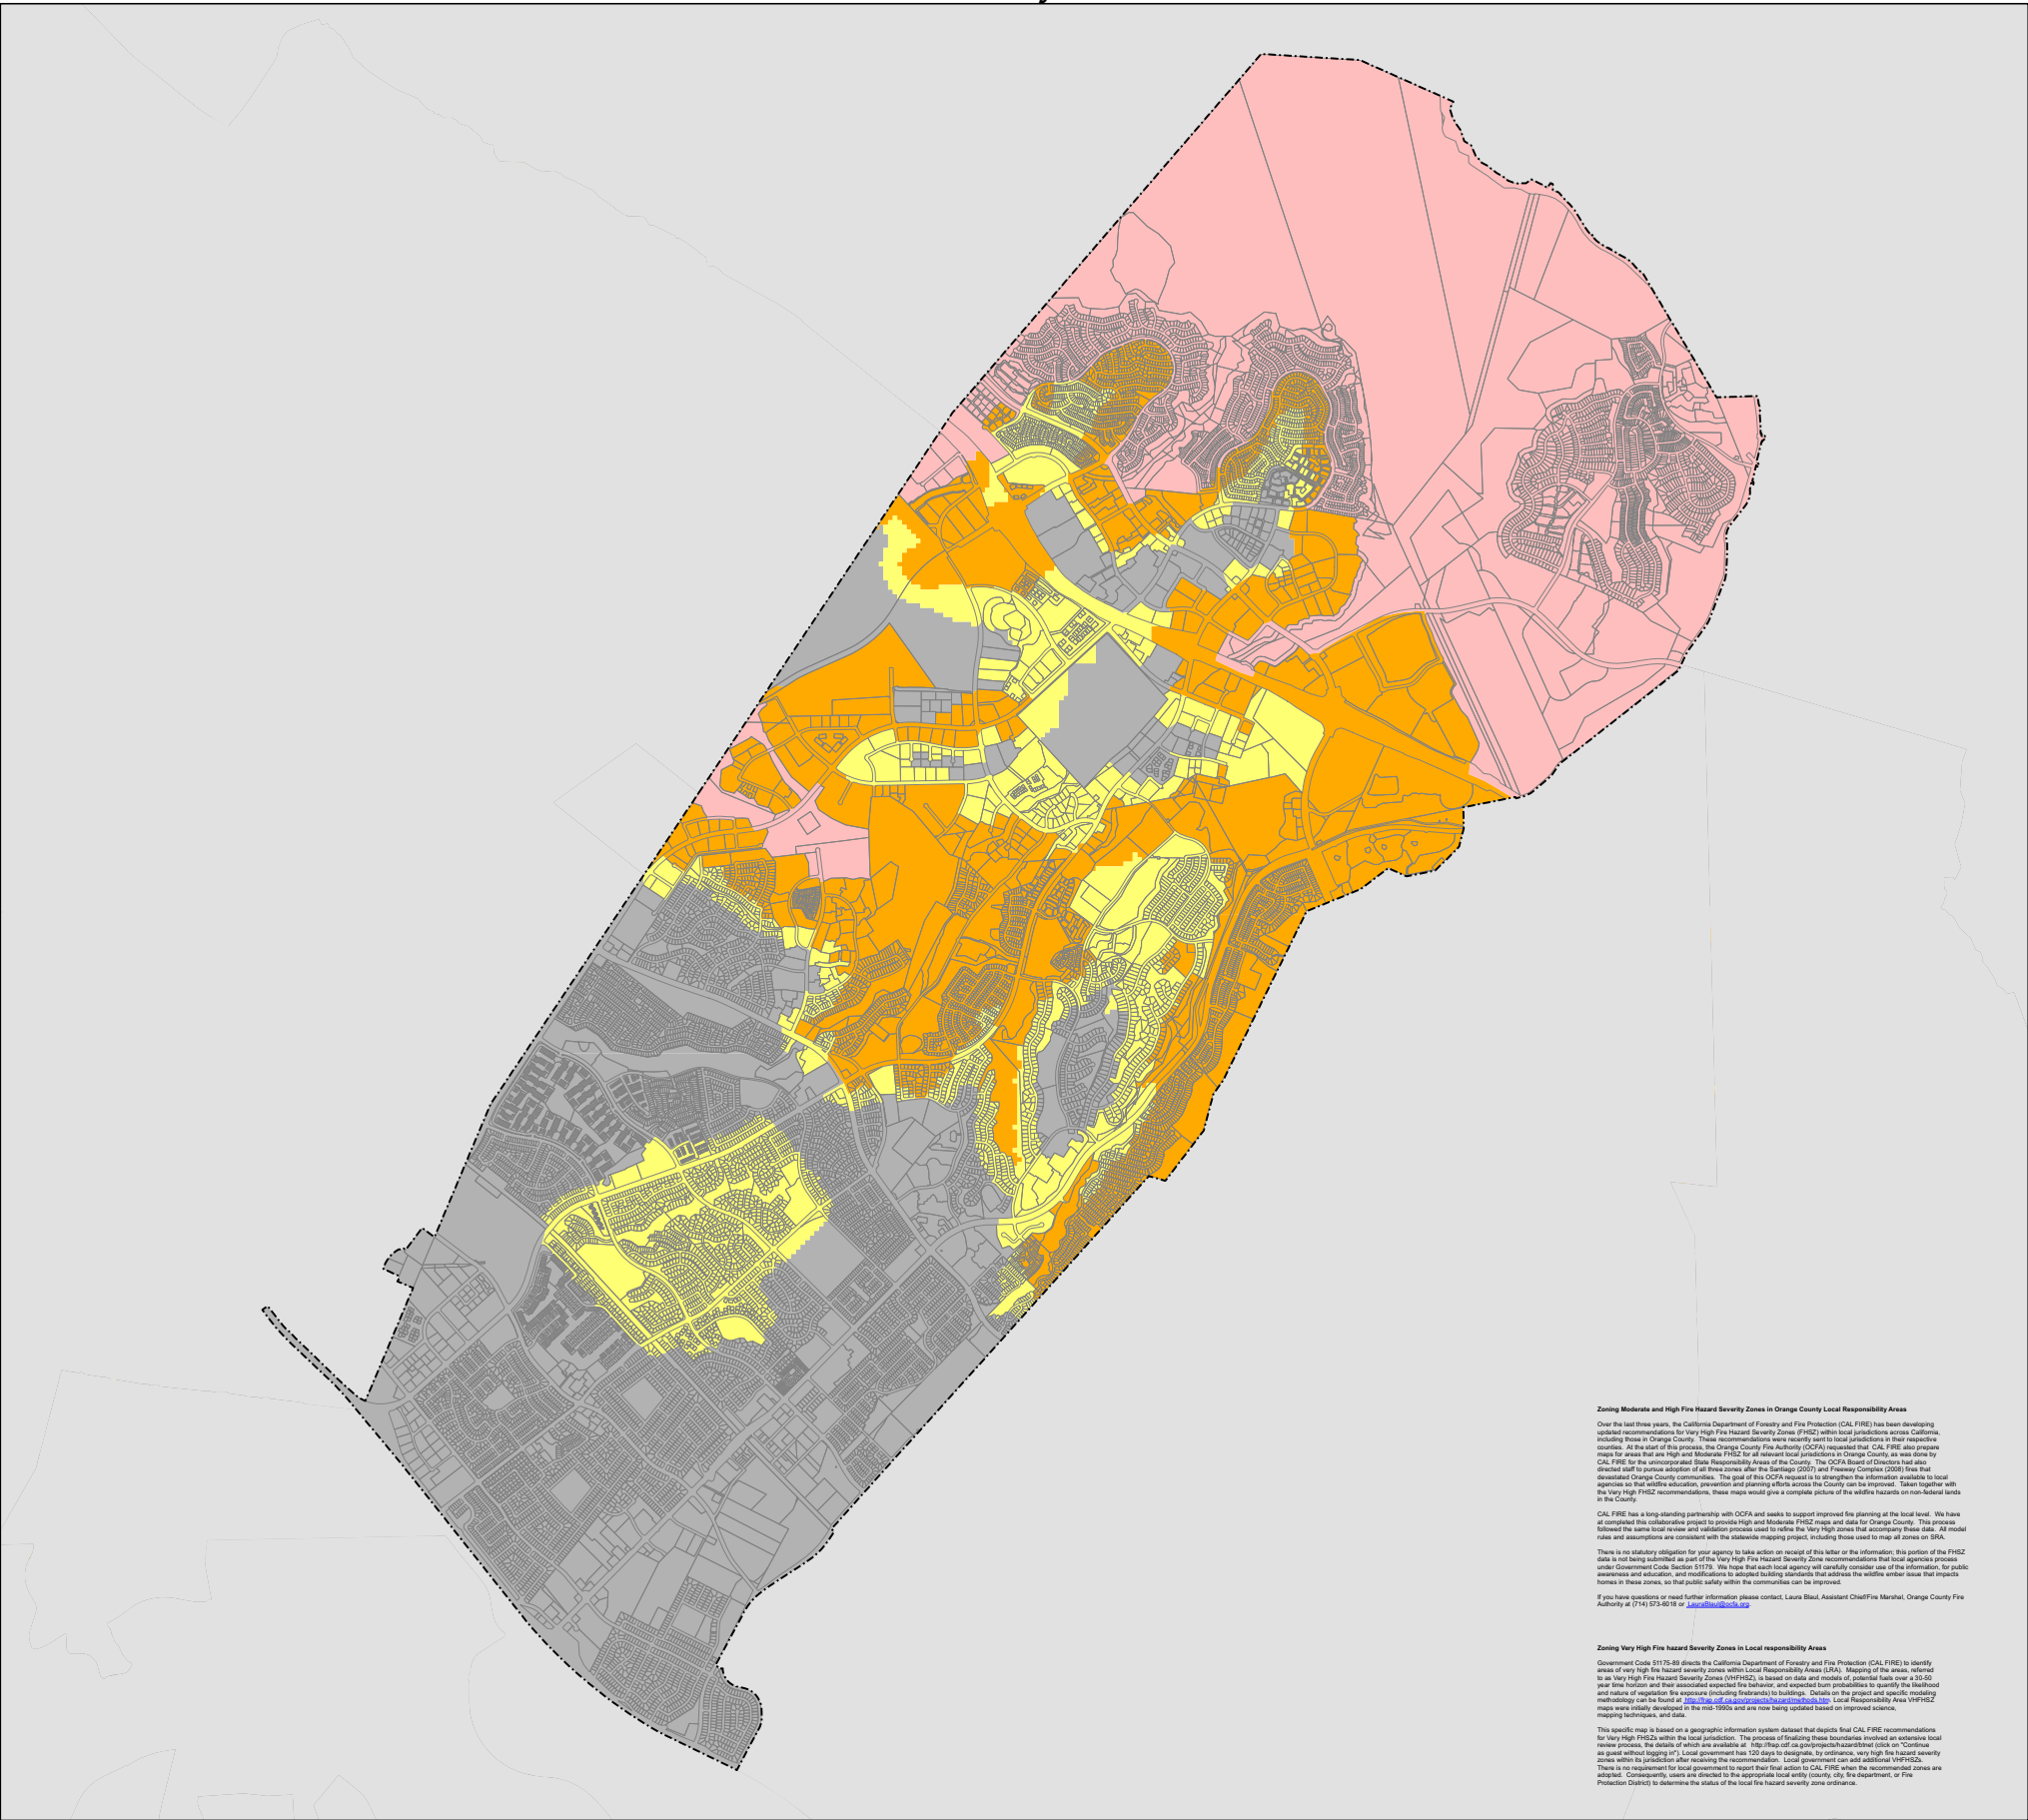 Zoning Moderate and High Fire Hazard Severity Zones in Orange County Local Responsibility Areas
Over the last three years, the California Department of Forestry and Fire Protection (CAL FIRE) has been developing
updated recommendations for Very High Fire Hazard Severity Zones (FHSZ) within local jurisdictions across California,
including those in Orange County. These recommendations were recently sent to local jurisdictions in their respective
counties. At the start of this process, the Orange County Fire Authority (OCFA) requested that CAL FIRE also prepare
maps for areas that are High and Moderate FHSZ for all relevant local jurisdictions in Orange County, as was done by
CAL FIRE for the unincorporated State Responsibility Areas of the County. The OCFA Board of Directors had also
directed staff to pursue adoption of all three zones after the Santiago (2007) and Freeway Complex (2008) fires that
devastated Orange County communities. The goal of this OCFA request is to strengthen the information available to local
agencies so that wildfire education, prevention and planning efforts across the County can be improved. Taken together with
the Very High FHSZ recommendations, these maps would give a complete picture of the wildfire hazards on non-federal lands
in the County.
CAL FIRE has a long-standing partnership with OCFA and seeks to support improved fire planning at the local level. We have
at completed this collaborative project to provide High and Moderate FHSZ maps and data for Orange County. This process
followed the same local review and validation process used to refine the Very High zones that accompany these data. All model
rules and assumptions are consistent with the statewide mapping project, including those used to map all zones on SRA.
There is no statutory obligation for your agency to take action on receipt of this letter or the information; this portion of the FHSZ
data is not being submitted as part of the Very High Fire Hazard Severity Zone recommendations that local agencies process
under Government Code Section 51179. We hope that each local agency will carefully consider use of the information, for public
awareness and education, and modifications to adopted building standards that address the wildfire ember issue that impacts
homes in these zones, so that public safety within the communities can be improved.
If you have questions or need further information please contact, Laura Blaul, Assistant Chief/Fire Marshal, Orange County Fire
Authority at (714) 573-6018 or LauraBlaul@ocfa.org.
Zoning Very High Fire hazard Severity Zones in Local responsibility Areas
Government Code 51175-89 directs the California Department of Forestry and Fire Protection (CAL FIRE) to identify
areas of very high fire hazard severity zones within Local Responsibility Areas (LRA). Mapping of the areas, referred
to as Very High Fire Hazard Severity Zones (VHFHSZ), is based on data and models of, potential fuels over a 30-50
year time horizon and their associated expected fire behavior, and expected burn probabilities to quantify the likelihood
and nature of vegetation fire exposure (including firebrands) to buildings. Details on the project and specific modeling
methodology can be found at http://frap.cdf.ca.gov/projects/hazard/methods.htm. Local Responsibility Area VHFHSZ
maps were initially developed in the mid-1990s and are now being updated based on improved science,
mapping techniques, and data.
This specific map is based on a geographic information system dataset that depicts final CAL FIRE recommendations
for Very High FHSZs within the local jurisdiction. The process of finalizing these boundaries involved an extensive local
review process, the details of which are available at http://frap.cdf.ca.gov/projects/hazard/btnet (click on "Continue
as guest without logging in"). Local government has 120 days to designate, by ordinance, very high fire hazard severity
zones within its jurisdiction after receiving the recommendation. Local government can add additional VHFHSZs.
There is no requirement for local government to report their final action to CAL FIRE when the recommended zones are
adopted. Consequently, users are directed to the appropriate local entity (county, city, fire department, or Fire
Protection District) to determine the status of the local fire hazard severity zone ordinance.